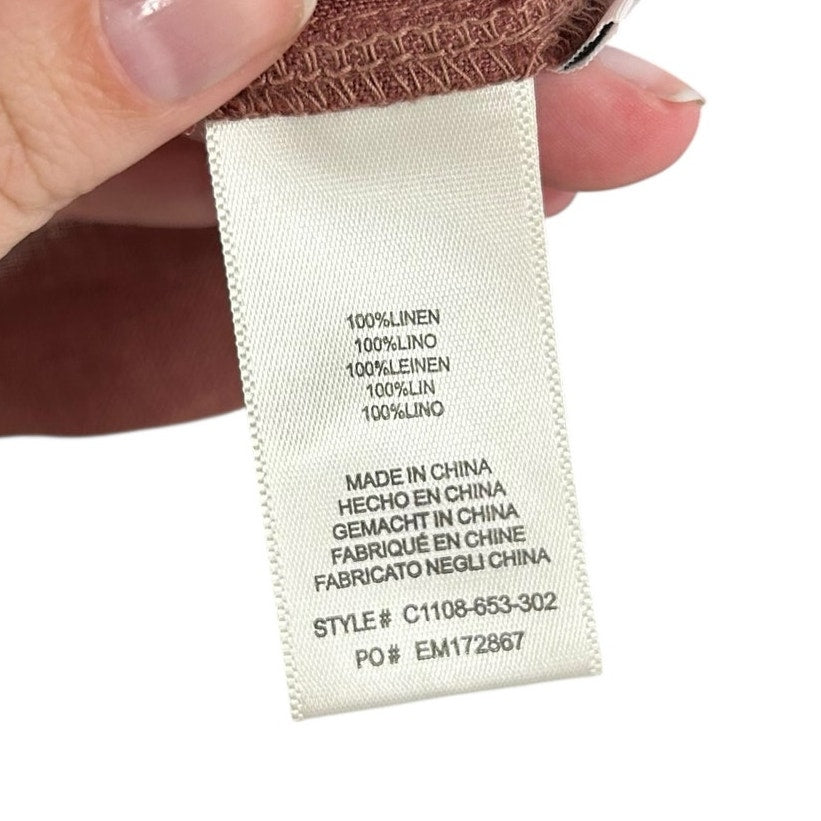 100%LINEN
100%LINO
100%LEINEN
100%LIN
100%LINO
MADE IN CHINA
HECHO EN CHINA
GEMACHT IN CHINA
FABRIQUÉ EN CHINE
FABRICATO NEGLI CHINA
STYLE# C1108-653-302
PO# EM172867